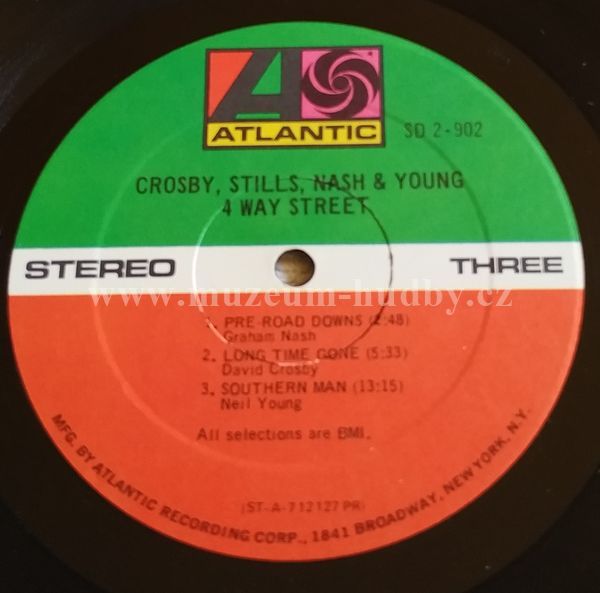 ATLANTIC
SD 2-902
CROSBY, STILLS, NASH & YOUNG
4 WAY STREET
STEREO
THREE
www.muzeum-hudby.cz
1. PRE-ROAD DOWNS (2:48)
Graham Nash
2. LONG TIME GONE (5:33)
David Crosby
3. SOUTHERN MAN (13:15)
Neil Young
All selections are BMI.
(ST-A-712127 PR)
MFG. BY ATLANTIC RECORDING CORP., 1841 BROADWAY, NEW YORK, N.Y.